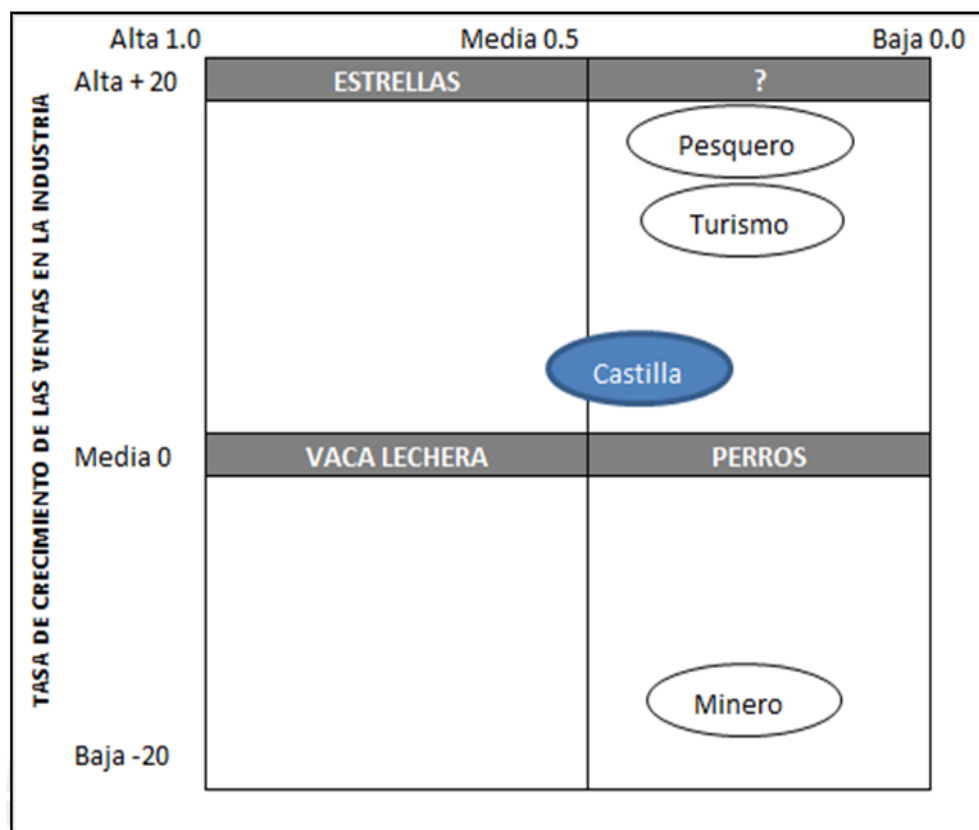 Alta 1.0 Media 0.5 Baja 0.0
TASA DE CRECIMIENTO DE LAS VENTAS EN LA INDUSTRIA
Alta + 20
ESTRELLAS ?
Pesquero
Turismo
Castilla
Media 0
VACA LECHERA PERROS
Minero
Baja -20